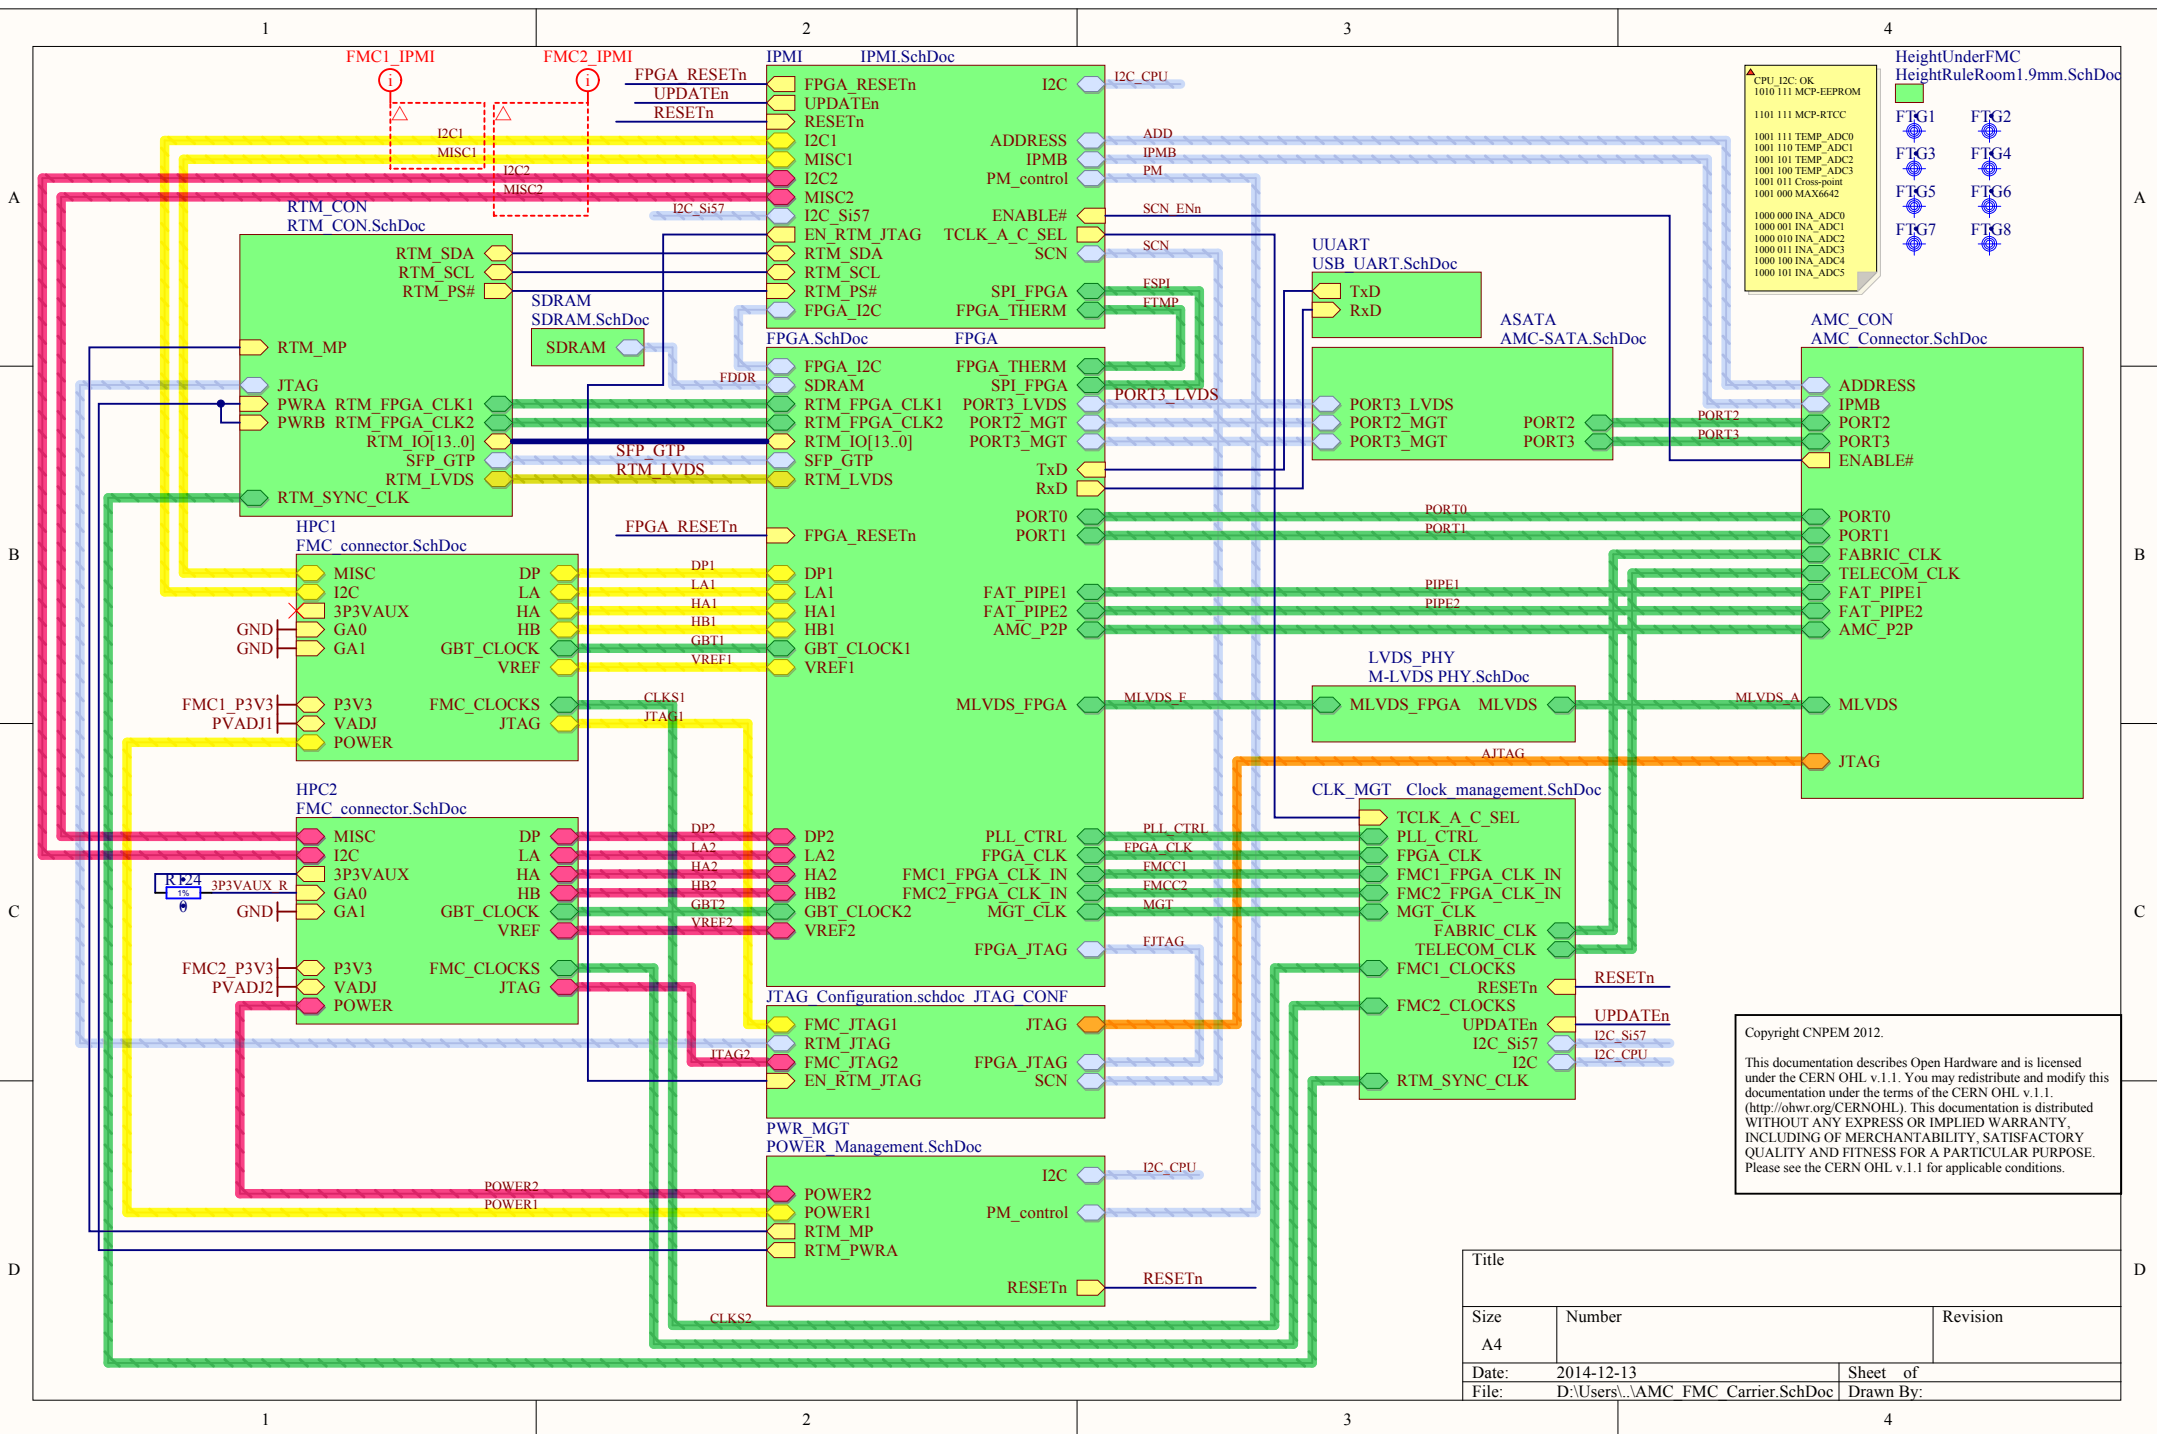 1
2
3
4
A
B
C
D
A
B
C
D
1
2
3
4
FMC1_IPMI
i
FMC2_IPMI
i
I2C1
MISC1
I2C2
MISC2
FPGA_RESETn
UPDATEn
RESETn
I2C_Si57
IPMI IPMI.SchDoc
FPGA_RESETn I2C
UPDATEn
RESETn
I2C1 ADDRESS
MISC1 IPMB
I2C2 PM_control
MISC2
I2C_Si57 ENABLE#
EN_RTM_JTAG TCLK_A_C_SEL
RTM_SDA SCN
RTM_SCL
RTM_PS# SPI_FPGA
FPGA_I2C FPGA_THERM
I2C_CPU
ADD
IPMB
PM
SCN_ENn
SCN
FSPI
FTMP
RTM_CON
RTM_CON.SchDoc
RTM_SDA
RTM_SCL
RTM_PS#
RTM_MP
JTAG
PWRA RTM_FPGA_CLK1
PWRB RTM_FPGA_CLK2
RTM_IO[13..0]
SFP_GTP
RTM_LVDS
RTM_SYNC_CLK
SFP_GTP
RTM_LVDS
SDRAM
SDRAM.SchDoc
SDRAM
FDDR
FPGA_RESETn
FPGA.SchDoc FPGA
FPGA_I2C FPGA_THERM
SDRAM SPI_FPGA
RTM_FPGA_CLK1 PORT3_LVDS
RTM_FPGA_CLK2 PORT2_MGT
RTM_IO[13..0] PORT3_MGT
SFP_GTP TxD
RTM_LVDS RxD
PORT0
FPGA_RESETn PORT1
DP1
LA1 FAT_PIPE1
HA1 FAT_PIPE2
HB1 AMC_P2P
GBT_CLOCK1
VREF1
MLVDS_FPGA
DP2 PLL_CTRL
LA2 FPGA_CLK
HA2 FMC1_FPGA_CLK_IN
HB2 FMC2_FPGA_CLK_IN
GBT_CLOCK2 MGT_CLK
VREF2
FPGA_JTAG
PORT3_LVDS
UUART
USB_UART.SchDoc
TxD
RxD
ASATA
AMC-SATA.SchDoc
PORT3_LVDS
PORT2_MGT PORT2
PORT3_MGT PORT3
PORT2
PORT3
PORT0
PORT1
PIPE1
PIPE2
AMC_CON
AMC_Connector.SchDoc
ADDRESS
IPMB
PORT2
PORT3
ENABLE#
PORT0
PORT1
FABRIC_CLK
TELECOM_CLK
FAT_PIPE1
FAT_PIPE2
AMC_P2P
MLVDS
JTAG
CPU_I2C: OK
1010 111 MCP-EEPROM
1101 111 MCP-RTCC
1001 111 TEMP_ADC0
1001 110 TEMP_ADC1
1001 101 TEMP_ADC2
1001 100 TEMP_ADC3
1001 011 Cross-point
1001 000 MAX6642
1000 000 INA_ADC0
1000 001 INA_ADC1
1000 010 INA_ADC2
1000 011 INA_ADC3
1000 100 INA_ADC4
1000 101 INA_ADC5
HeightUnderFMC
HeightRuleRoom1.9mm.SchDoc
FTG1 FTG2
FTG3 FTG4
FTG5 FTG6
FTG7 FTG8
HPC1
FMC_connector.SchDoc
MISC DP
I2C LA
3P3VAUX HA
GA0 HB
GA1 GBT_CLOCK
VREF
P3V3 FMC_CLOCKS
VADJ JTAG
POWER
GND
GND
FMC1_P3V3
PVADJ1
DP1
LA1
HA1
HB1
GBT1
VREF1
CLKS1
JTAG1
HPC2
FMC_connector.SchDoc
MISC DP
I2C LA
3P3VAUX HA
GA0 HB
GA1 GBT_CLOCK
VREF
P3V3 FMC_CLOCKS
VADJ JTAG
POWER
R124
1%
0
3P3VAUX_R
GND
FMC2_P3V3
PVADJ2
DP2
LA2
HA2
HB2
GBT2
VREF2
JTAG2
LVDS_PHY
M-LVDS PHY.SchDoc
MLVDS_FPGA MLVDS
MLVDS_F
MLVDS_A
AJTAG
CLK_MGT Clock_management.SchDoc
TCLK_A_C_SEL
PLL_CTRL
FPGA_CLK
FMC1_FPGA_CLK_IN
FMC2_FPGA_CLK_IN
MGT_CLK
FABRIC_CLK
TELECOM_CLK
FMC1_CLOCKS
RESETn
FMC2_CLOCKS
UPDATEn
I2C_Si57
I2C
RTM_SYNC_CLK
PLL_CTRL
FPGA_CLK
FMCC1
FMCC2
MGT
FJTAG
RESETn
UPDATEn
I2C_Si57
I2C_CPU
JTAG_Configuration.schdoc JTAG_CONF
FMC_JTAG1 JTAG
RTM_JTAG
FMC_JTAG2 FPGA_JTAG
EN_RTM_JTAG SCN
PWR_MGT
POWER_Management.SchDoc
I2C
POWER2
POWER1 PM_control
RTM_MP
RTM_PWRA
RESETn
I2C_CPU
RESETn
POWER2
POWER1
CLKS2
Copyright CNPEM 2012.
This documentation describes Open Hardware and is licensed
under the CERN OHL v.1.1. You may redistribute and modify this
documentation under the terms of the CERN OHL v.1.1.
(http://ohwr.org/CERNOHL). This documentation is distributed
WITHOUT ANY EXPRESS OR IMPLIED WARRANTY,
INCLUDING OF MERCHANTABILITY, SATISFACTORY
QUALITY AND FITNESS FOR A PARTICULAR PURPOSE.
Please see the CERN OHL v.1.1 for applicable conditions.
Title
Size Number Revision
A4
Date: 2014-12-13 Sheet of
File: D:\Users\..\AMC_FMC_Carrier.SchDoc Drawn By: